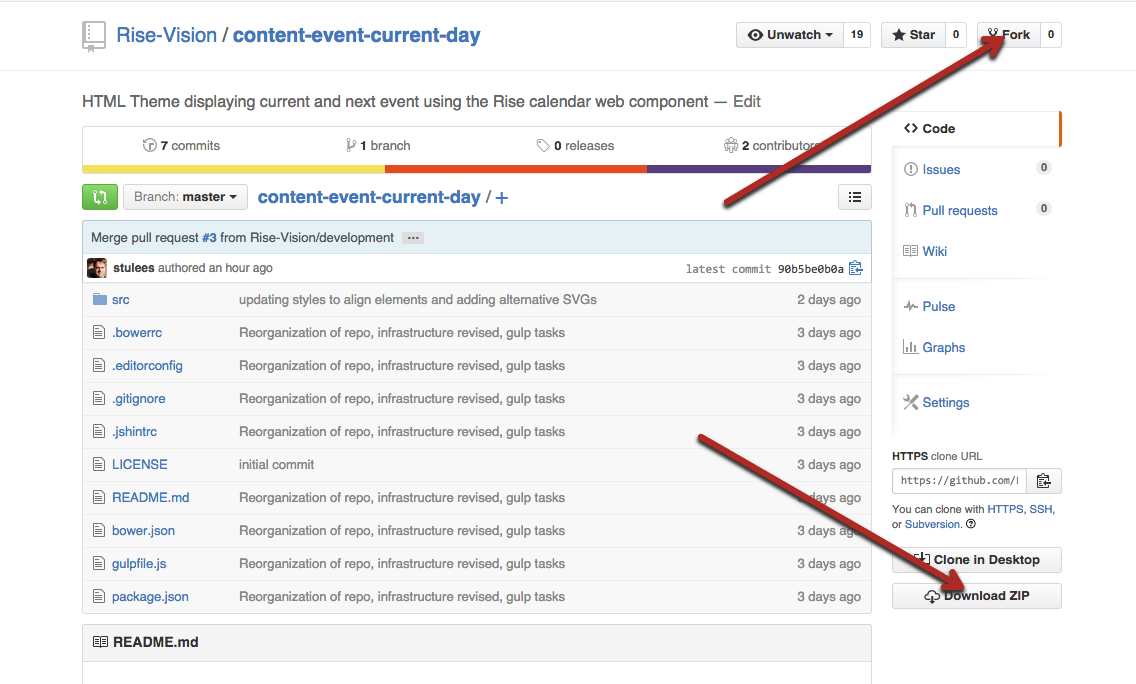 Rise-Vision / content-event-current-day
Unwatch 19 Star 0 Fork 0
HTML Theme displaying current and next event using the Rise calendar web component — Edit
7 commits 1 branch 0 releases 2 contributors
Branch: master content-event-current-day / +
Merge pull request #3 from Rise-Vision/development ...
stulees authored an hour ago latest commit 90b5be0b0a
src updating styles to align elements and adding alternative SVGs 2 days ago
.bowerrc Reorganization of repo, infrastructure revised, gulp tasks 3 days ago
.editorconfig Reorganization of repo, infrastructure revised, gulp tasks 3 days ago
.gitignore Reorganization of repo, infrastructure revised, gulp tasks 3 days ago
.jshintrc Reorganization of repo, infrastructure revised, gulp tasks 3 days ago
LICENSE initial commit 3 days ago
README.md Reorganization of repo, infrastructure revised, gulp tasks 3 days ago
bower.json Reorganization of repo, infrastructure revised, gulp tasks 3 days ago
gulpfile.js Reorganization of repo, infrastructure revised, gulp tasks 3 days ago
package.json Reorganization of repo, infrastructure revised, gulp tasks 3 days ago
README.md
Code
Issues 0
Pull requests 0
Wiki
Pulse
Graphs
Settings
HTTPS clone URL
https://github.com/
You can clone with HTTPS, SSH,
or Subversion.
Clone in Desktop
Download ZIP